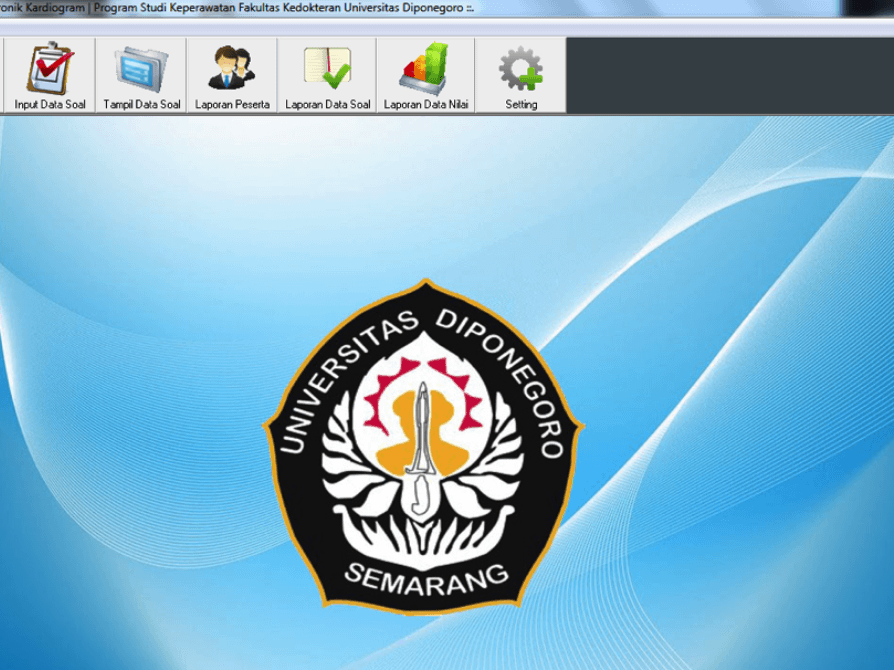 ronik Kardiogram | Program Studi Keperawatan Fakultas Kedokteran Universitas Diponegoro ::.
Input Data Soal
Tampil Data Soal
Laporan Peserta
Laporan Data Soal
Laporan Data Nilai
Setting
UNIVERSITAS DIPONEGORO
SEMARANG